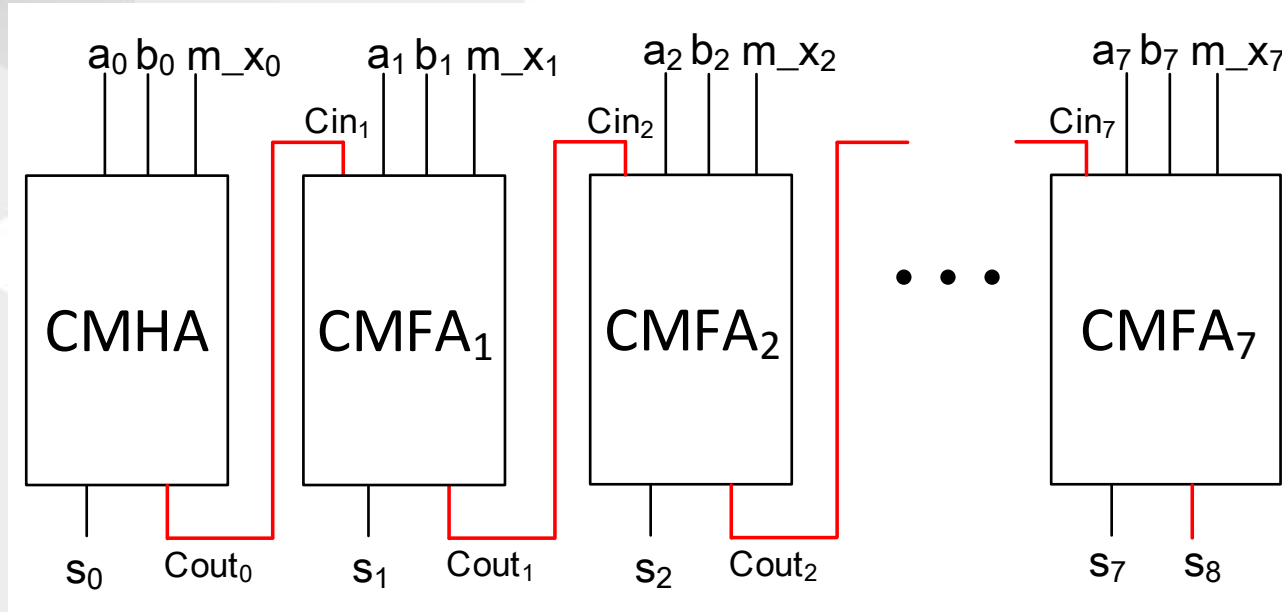 a₀ b₀ m_x₀ a₁ b₁ m_x₁ a₂ b₂ m_x₂ a₇ b₇ m_x₇
Cin₁ Cin₂ Cin₇
CMHA CMFA₁ CMFA₂ • • • CMFA₇
s₀ Cout₀ s₁ Cout₁ s₂ Cout₂ s₇ s₈